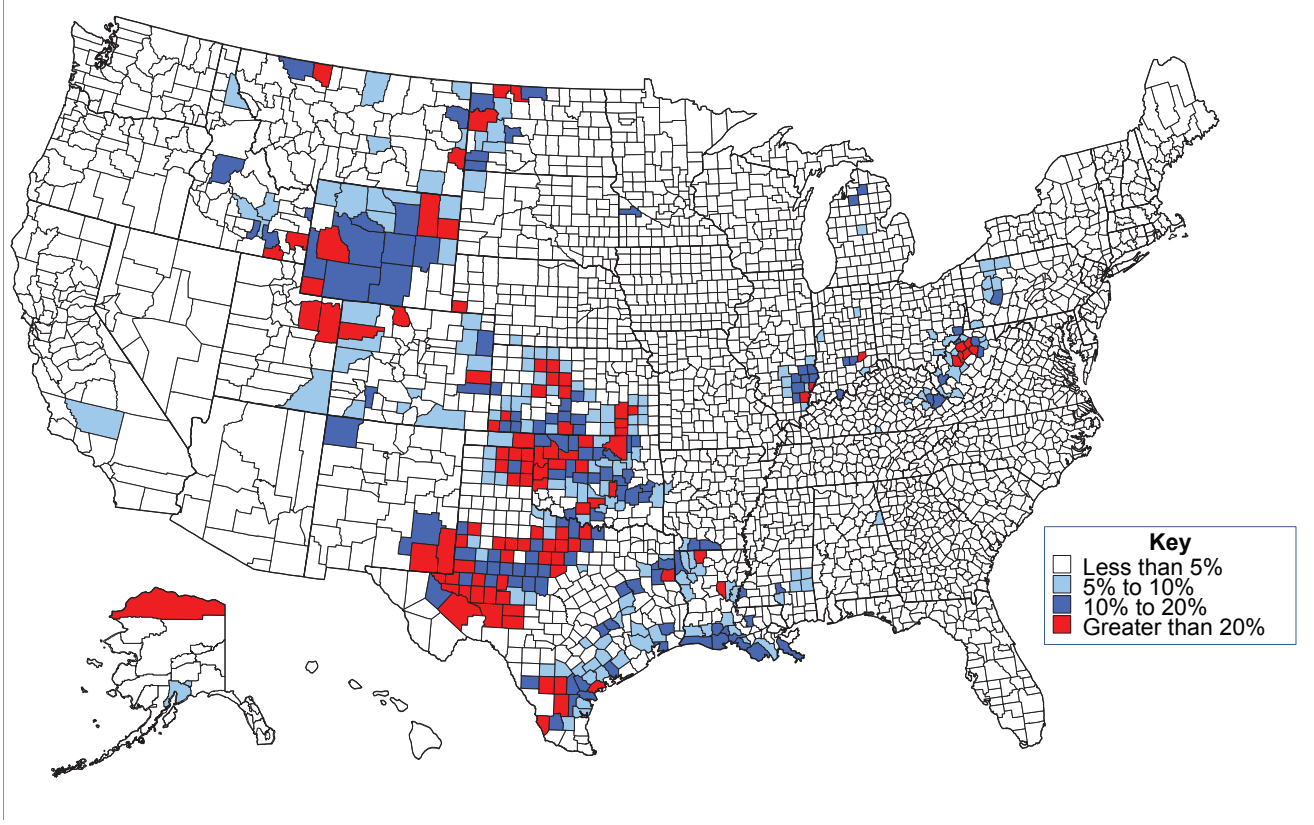 Key
Less than 5%
5% to 10%
10% to 20%
Greater than 20%